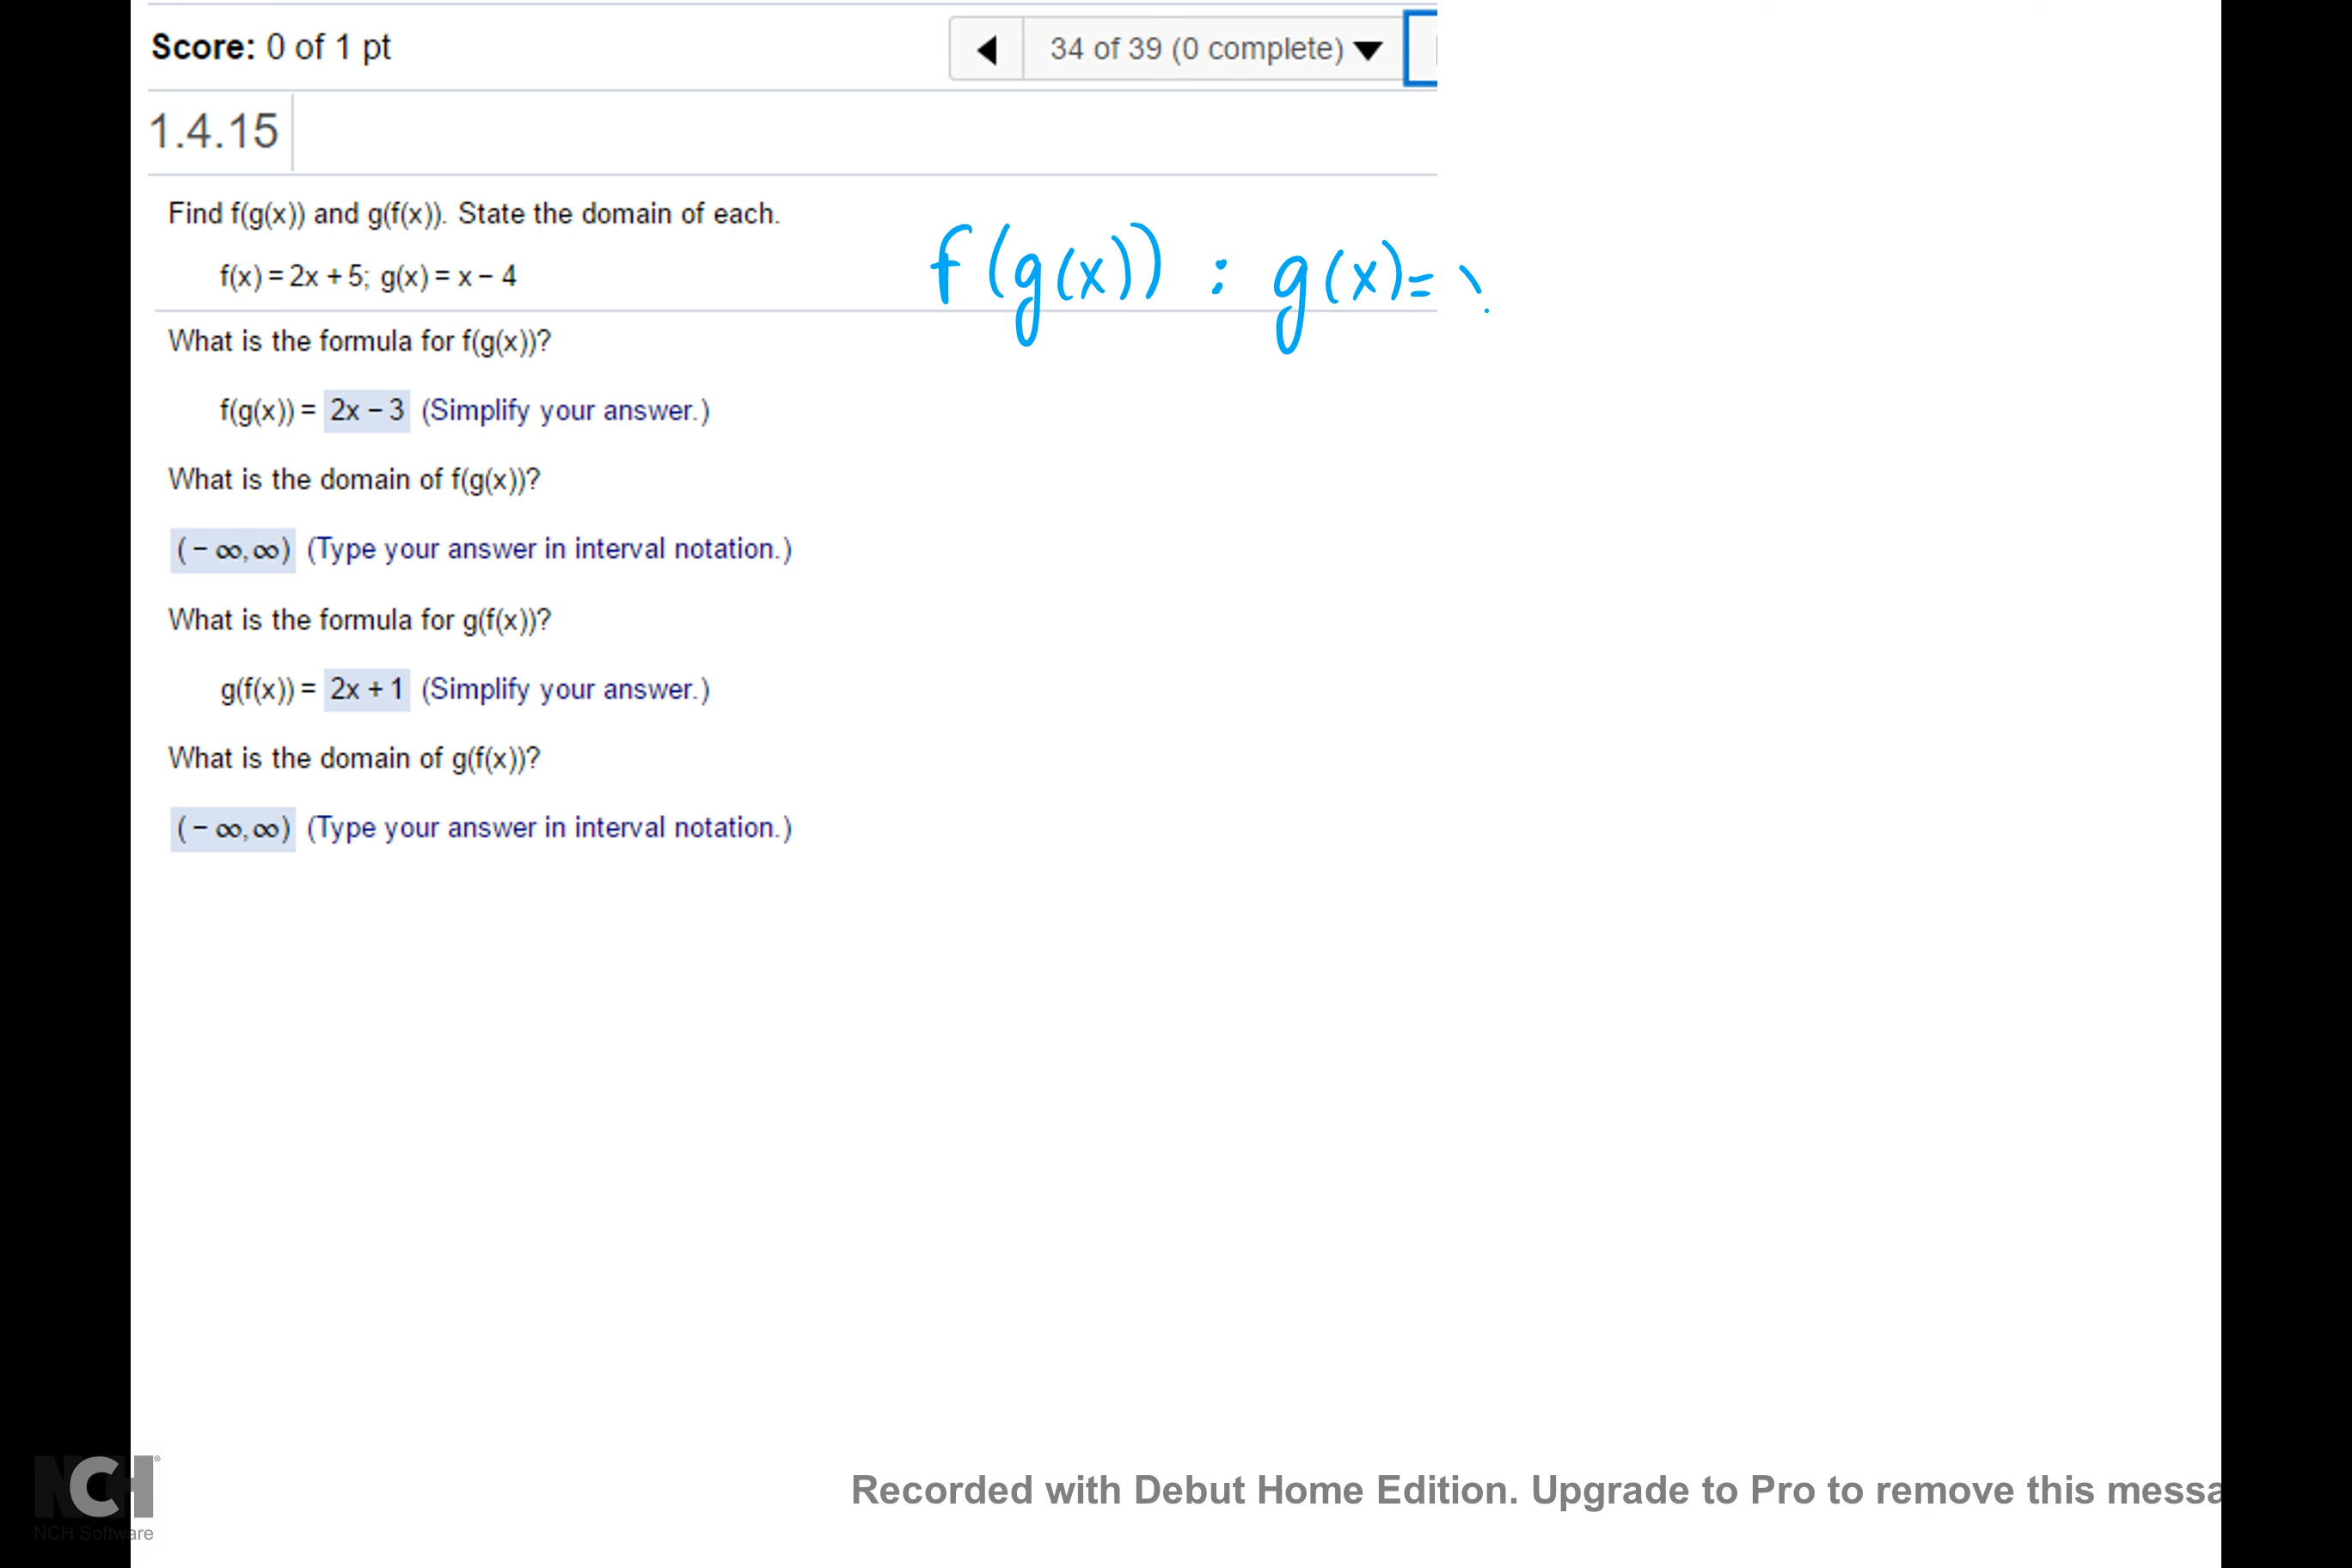 Score: 0 of 1 pt
34 of 39 (0 complete)
1.4.15
Find f(g(x)) and g(f(x)). State the domain of each.
f(x) = 2x + 5; g(x) = x − 4
f(g(x)) : g(x) =
What is the formula for f(g(x))?
f(g(x)) = 2x − 3 (Simplify your answer.)
What is the domain of f(g(x))?
(− ∞, ∞) (Type your answer in interval notation.)
What is the formula for g(f(x))?
g(f(x)) = 2x + 1 (Simplify your answer.)
What is the domain of g(f(x))?
(− ∞, ∞) (Type your answer in interval notation.)
NCH®
NCH Software
Recorded with Debut Home Edition. Upgrade to Pro to remove this messa